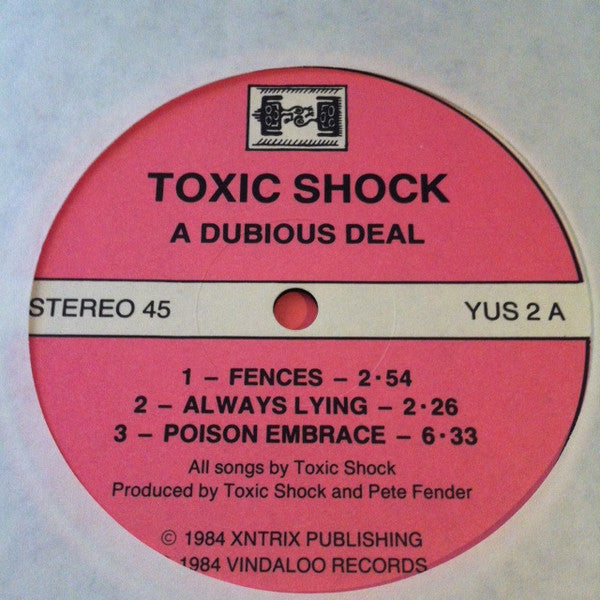 TOXIC SHOCK
A DUBIOUS DEAL
STEREO 45 YUS 2 A
1 – FENCES – 2·54
2 – ALWAYS LYING – 2·26
3 – POISON EMBRACE – 6·33
All songs by Toxic Shock
Produced by Toxic Shock and Pete Fender
© 1984 XNTRIX PUBLISHING
1984 VINDALOO RECORDS